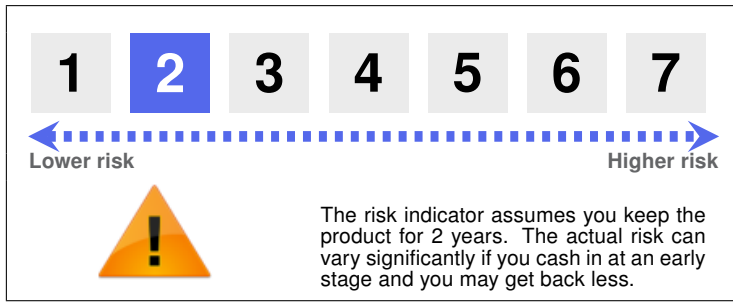 1 2 3 4 5 6 7
Lower risk Higher risk
!
The risk indicator assumes you keep the
product for 2 years. The actual risk can
vary significantly if you cash in at an early
stage and you may get back less.